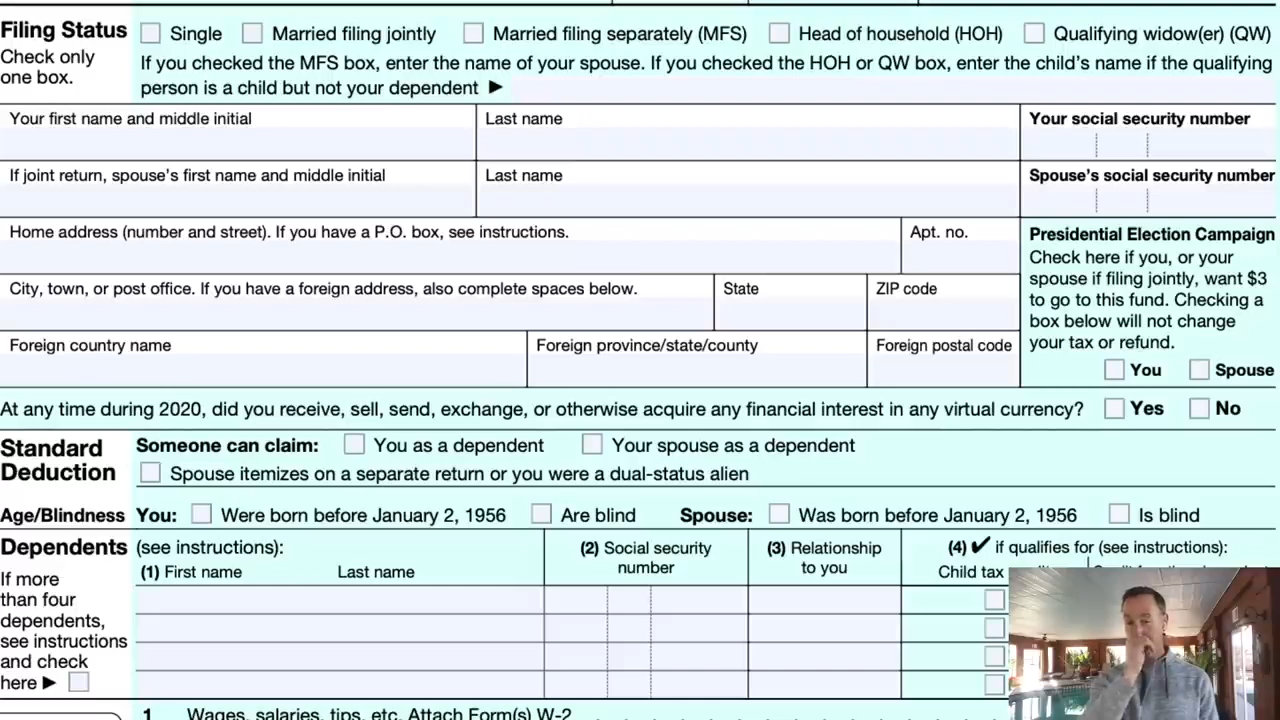 Filing Status
Check only
one box.
Single Married filing jointly Married filing separately (MFS) Head of household (HOH) Qualifying widow(er) (QW)
If you checked the MFS box, enter the name of your spouse. If you checked the HOH or QW box, enter the child's name if the qualifying
person is a child but not your dependent ►
Your first name and middle initial
Last name
Your social security number
If joint return, spouse's first name and middle initial
Last name
Spouse's social security number
Home address (number and street). If you have a P.O. box, see instructions.
Apt. no.
City, town, or post office. If you have a foreign address, also complete spaces below.
State
ZIP code
Foreign country name
Foreign province/state/county
Foreign postal code
Presidential Election Campaign
Check here if you, or your
spouse if filing jointly, want $3
to go to this fund. Checking a
box below will not change
your tax or refund.
You Spouse
At any time during 2020, did you receive, sell, send, exchange, or otherwise acquire any financial interest in any virtual currency? Yes No
Standard
Deduction
Someone can claim: You as a dependent Your spouse as a dependent
Spouse itemizes on a separate return or you were a dual-status alien
Age/Blindness You: Were born before January 2, 1956 Are blind Spouse: Was born before January 2, 1956 Is blind
Dependents (see instructions):
If more
than four
dependents,
see instructions
and check
here ►
(1) First name Last name
(2) Social security
number
(3) Relationship
to you
(4) ✔ if qualifies for (see instructions):
Child tax
1 Wages, salaries, tips, etc. Attach Form(s) W-2